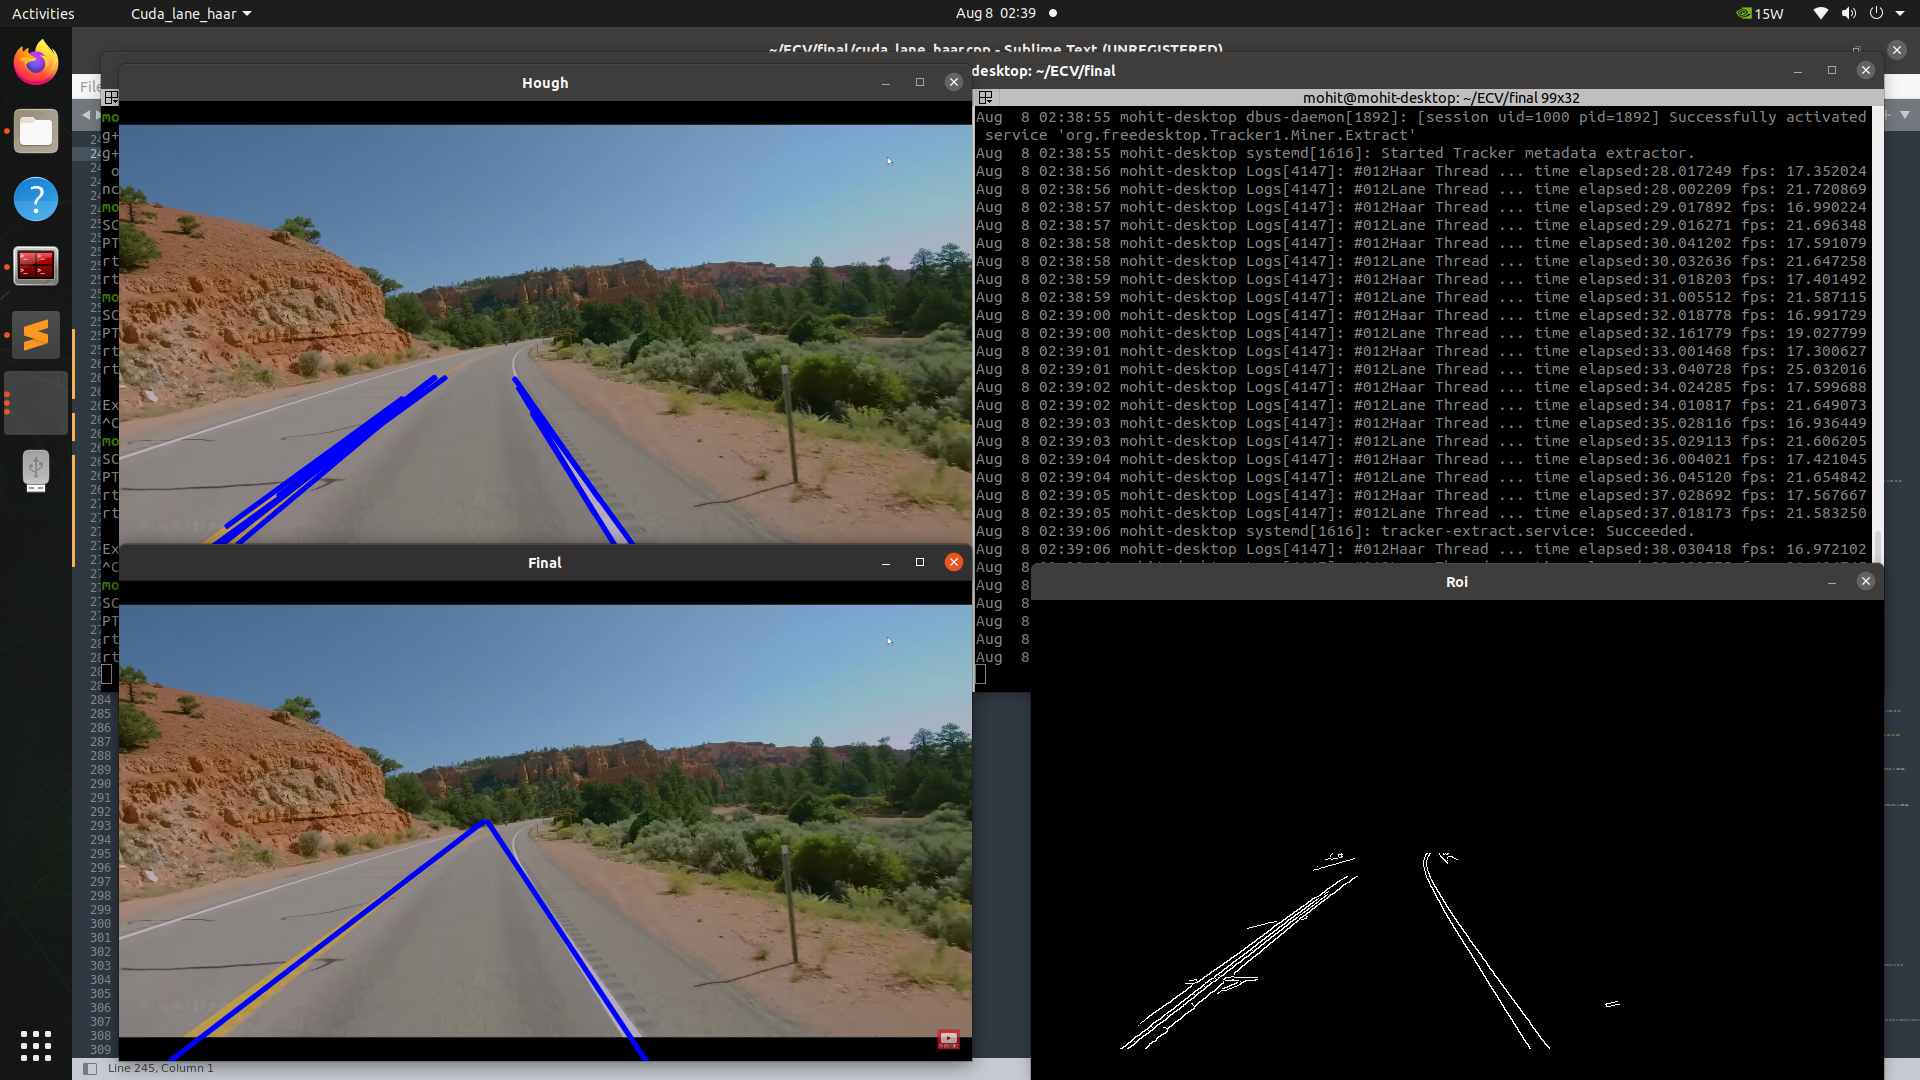 Activities
Cuda_lane_haar
Aug 8 02:39
15W
~/ECV/final/cuda_lane_haar.cpp - Sublime Text (UNREGISTERED)
desktop: ~/ECV/final
Hough
File
mohit@mohit-desktop: ~/ECV/final 99x32
Aug  8 02:38:55 mohit-desktop dbus-daemon[1892]: [session uid=1000 pid=1892] Successfully activated
service 'org.freedesktop.Tracker1.Miner.Extract'
Aug  8 02:38:55 mohit-desktop systemd[1616]: Started Tracker metadata extractor.
Aug  8 02:38:56 mohit-desktop Logs[4147]: #012Haar Thread ... time elapsed:28.017249 fps: 17.352024
Aug  8 02:38:56 mohit-desktop Logs[4147]: #012Lane Thread ... time elapsed:28.002209 fps: 21.720869
Aug  8 02:38:57 mohit-desktop Logs[4147]: #012Haar Thread ... time elapsed:29.017892 fps: 16.990224
Aug  8 02:38:57 mohit-desktop Logs[4147]: #012Lane Thread ... time elapsed:29.016271 fps: 21.696348
Aug  8 02:38:58 mohit-desktop Logs[4147]: #012Haar Thread ... time elapsed:30.041202 fps: 17.591079
Aug  8 02:38:58 mohit-desktop Logs[4147]: #012Lane Thread ... time elapsed:30.032636 fps: 21.647258
Aug  8 02:38:59 mohit-desktop Logs[4147]: #012Haar Thread ... time elapsed:31.018203 fps: 17.401492
Aug  8 02:38:59 mohit-desktop Logs[4147]: #012Lane Thread ... time elapsed:31.005512 fps: 21.587115
Aug  8 02:39:00 mohit-desktop Logs[4147]: #012Haar Thread ... time elapsed:32.018778 fps: 16.991729
Aug  8 02:39:00 mohit-desktop Logs[4147]: #012Lane Thread ... time elapsed:32.161779 fps: 19.027799
Aug  8 02:39:01 mohit-desktop Logs[4147]: #012Haar Thread ... time elapsed:33.001468 fps: 17.300627
Aug  8 02:39:01 mohit-desktop Logs[4147]: #012Lane Thread ... time elapsed:33.040728 fps: 25.032016
Aug  8 02:39:02 mohit-desktop Logs[4147]: #012Haar Thread ... time elapsed:34.024285 fps: 17.599688
Aug  8 02:39:02 mohit-desktop Logs[4147]: #012Lane Thread ... time elapsed:34.010817 fps: 21.649073
Aug  8 02:39:03 mohit-desktop Logs[4147]: #012Haar Thread ... time elapsed:35.028116 fps: 16.936449
Aug  8 02:39:03 mohit-desktop Logs[4147]: #012Lane Thread ... time elapsed:35.029113 fps: 21.606205
Aug  8 02:39:04 mohit-desktop Logs[4147]: #012Haar Thread ... time elapsed:36.004021 fps: 17.421045
Aug  8 02:39:04 mohit-desktop Logs[4147]: #012Lane Thread ... time elapsed:36.045120 fps: 21.654842
Aug  8 02:39:05 mohit-desktop Logs[4147]: #012Haar Thread ... time elapsed:37.028692 fps: 17.567667
Aug  8 02:39:05 mohit-desktop Logs[4147]: #012Lane Thread ... time elapsed:37.018173 fps: 21.583250
Aug  8 02:39:06 mohit-desktop systemd[1616]: tracker-extract.service: Succeeded.
Aug  8 02:39:06 mohit-desktop Logs[4147]: #012Haar Thread ... time elapsed:38.030418 fps: 16.972102
Aug  8
Aug  8
Aug  8
Aug  8
Aug  8
Aug  8
Final
Roi
284
285
286
287
288
289
290
291
292
293
294
295
296
297
298
299
300
301
302
303
304
305
306
307
308
309
Line 245, Column 1